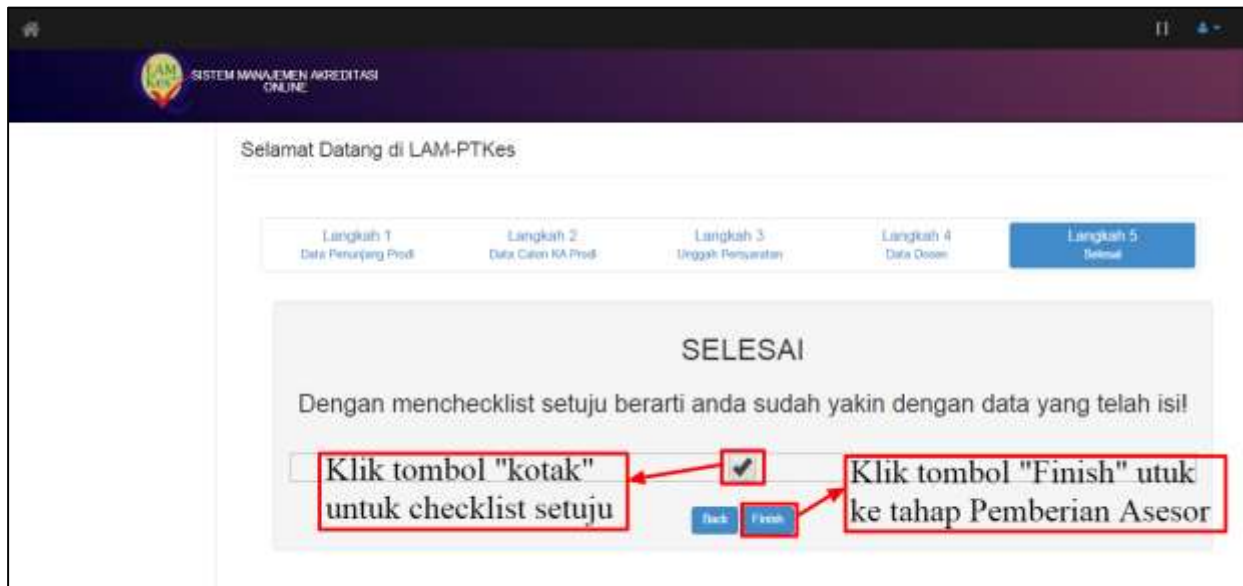 LAM
Kes
SISTEM MANAJEMEN AKREDITASI
ONLINE
Selamat Datang di LAM-PTKes
Langkah 1
Data Penunjang Prodi
Langkah 2
Data Calon KA Prodi
Langkah 3
Unggah Persyaratan
Langkah 4
Data Dosen
Langkah 5
Selesai
SELESAI
Dengan menchecklist setuju berarti anda sudah yakin dengan data yang telah isi!
Klik tombol "kotak"
untuk checklist setuju
Klik tombol "Finish" utuk
ke tahap Pemberian Asesor
Back
Finish